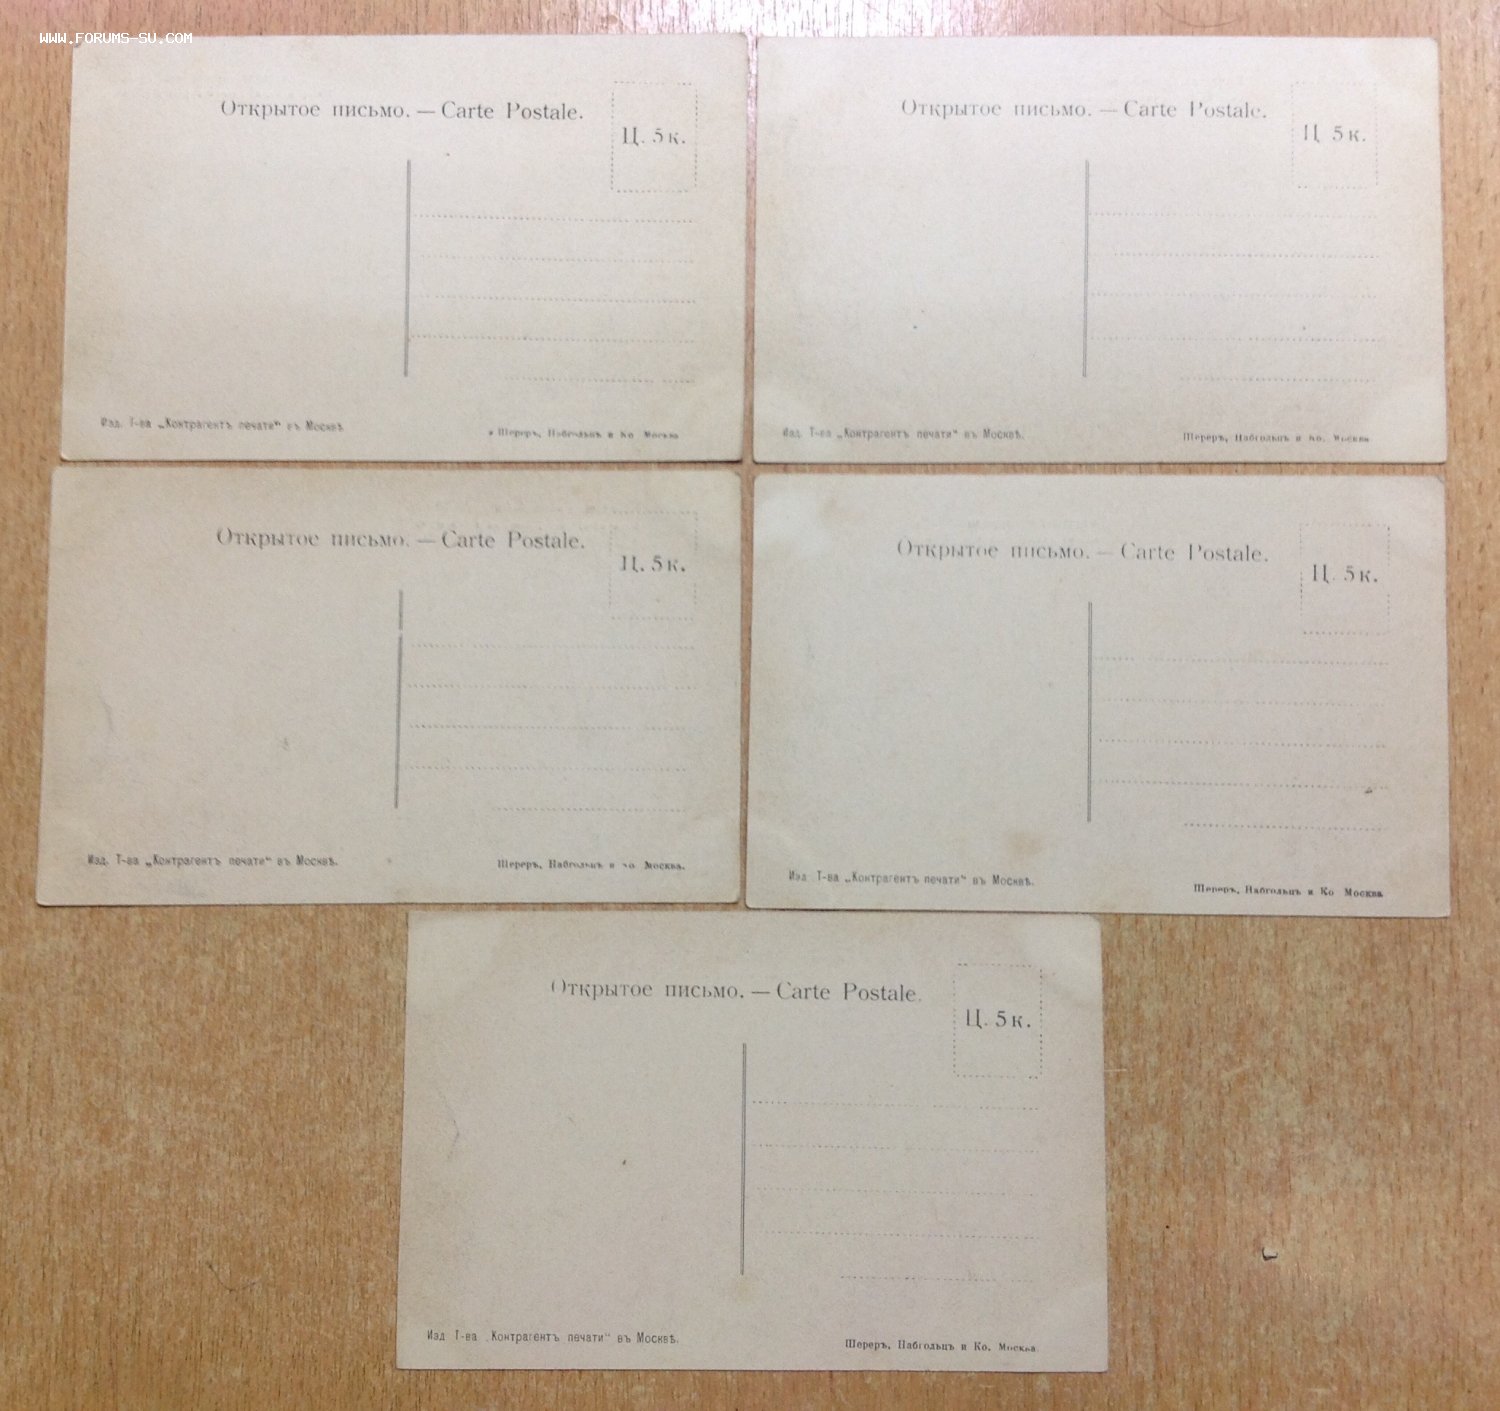 WWW.FORUMS-SU.COM
Открытое письмо. — Carte Postale.
Ц. 5 к.
Изд. Т-ва „Контрагентъ печати“ въ Москвѣ.
Шереръ, Набгольцъ и Ко Москва
Открытое письмо. — Carte Postale.
Ц 5 к.
Изд. Т-ва „Контрагентъ печати“ въ Москвѣ.
Шереръ, Набгольцъ и Ко. Москва
Открытое письмо. — Carte Postale.
Ц. 5 к.
Изд. Т-ва „Контрагентъ печати“ въ Москвѣ.
Шереръ, Набгольцъ и Ко Москва.
Открытое письмо. — Carte Postale.
Ц. 5 к.
Изд. Т-ва „Контрагентъ печати“ въ Москвѣ.
Шереръ, Набгольцъ и Ко Москва
Открытое письмо. — Carte Postale.
Ц. 5 к.
Изд Т-ва „Контрагентъ печати“ въ Москвѣ.
Шереръ, Набгольцъ и Ко. Москва